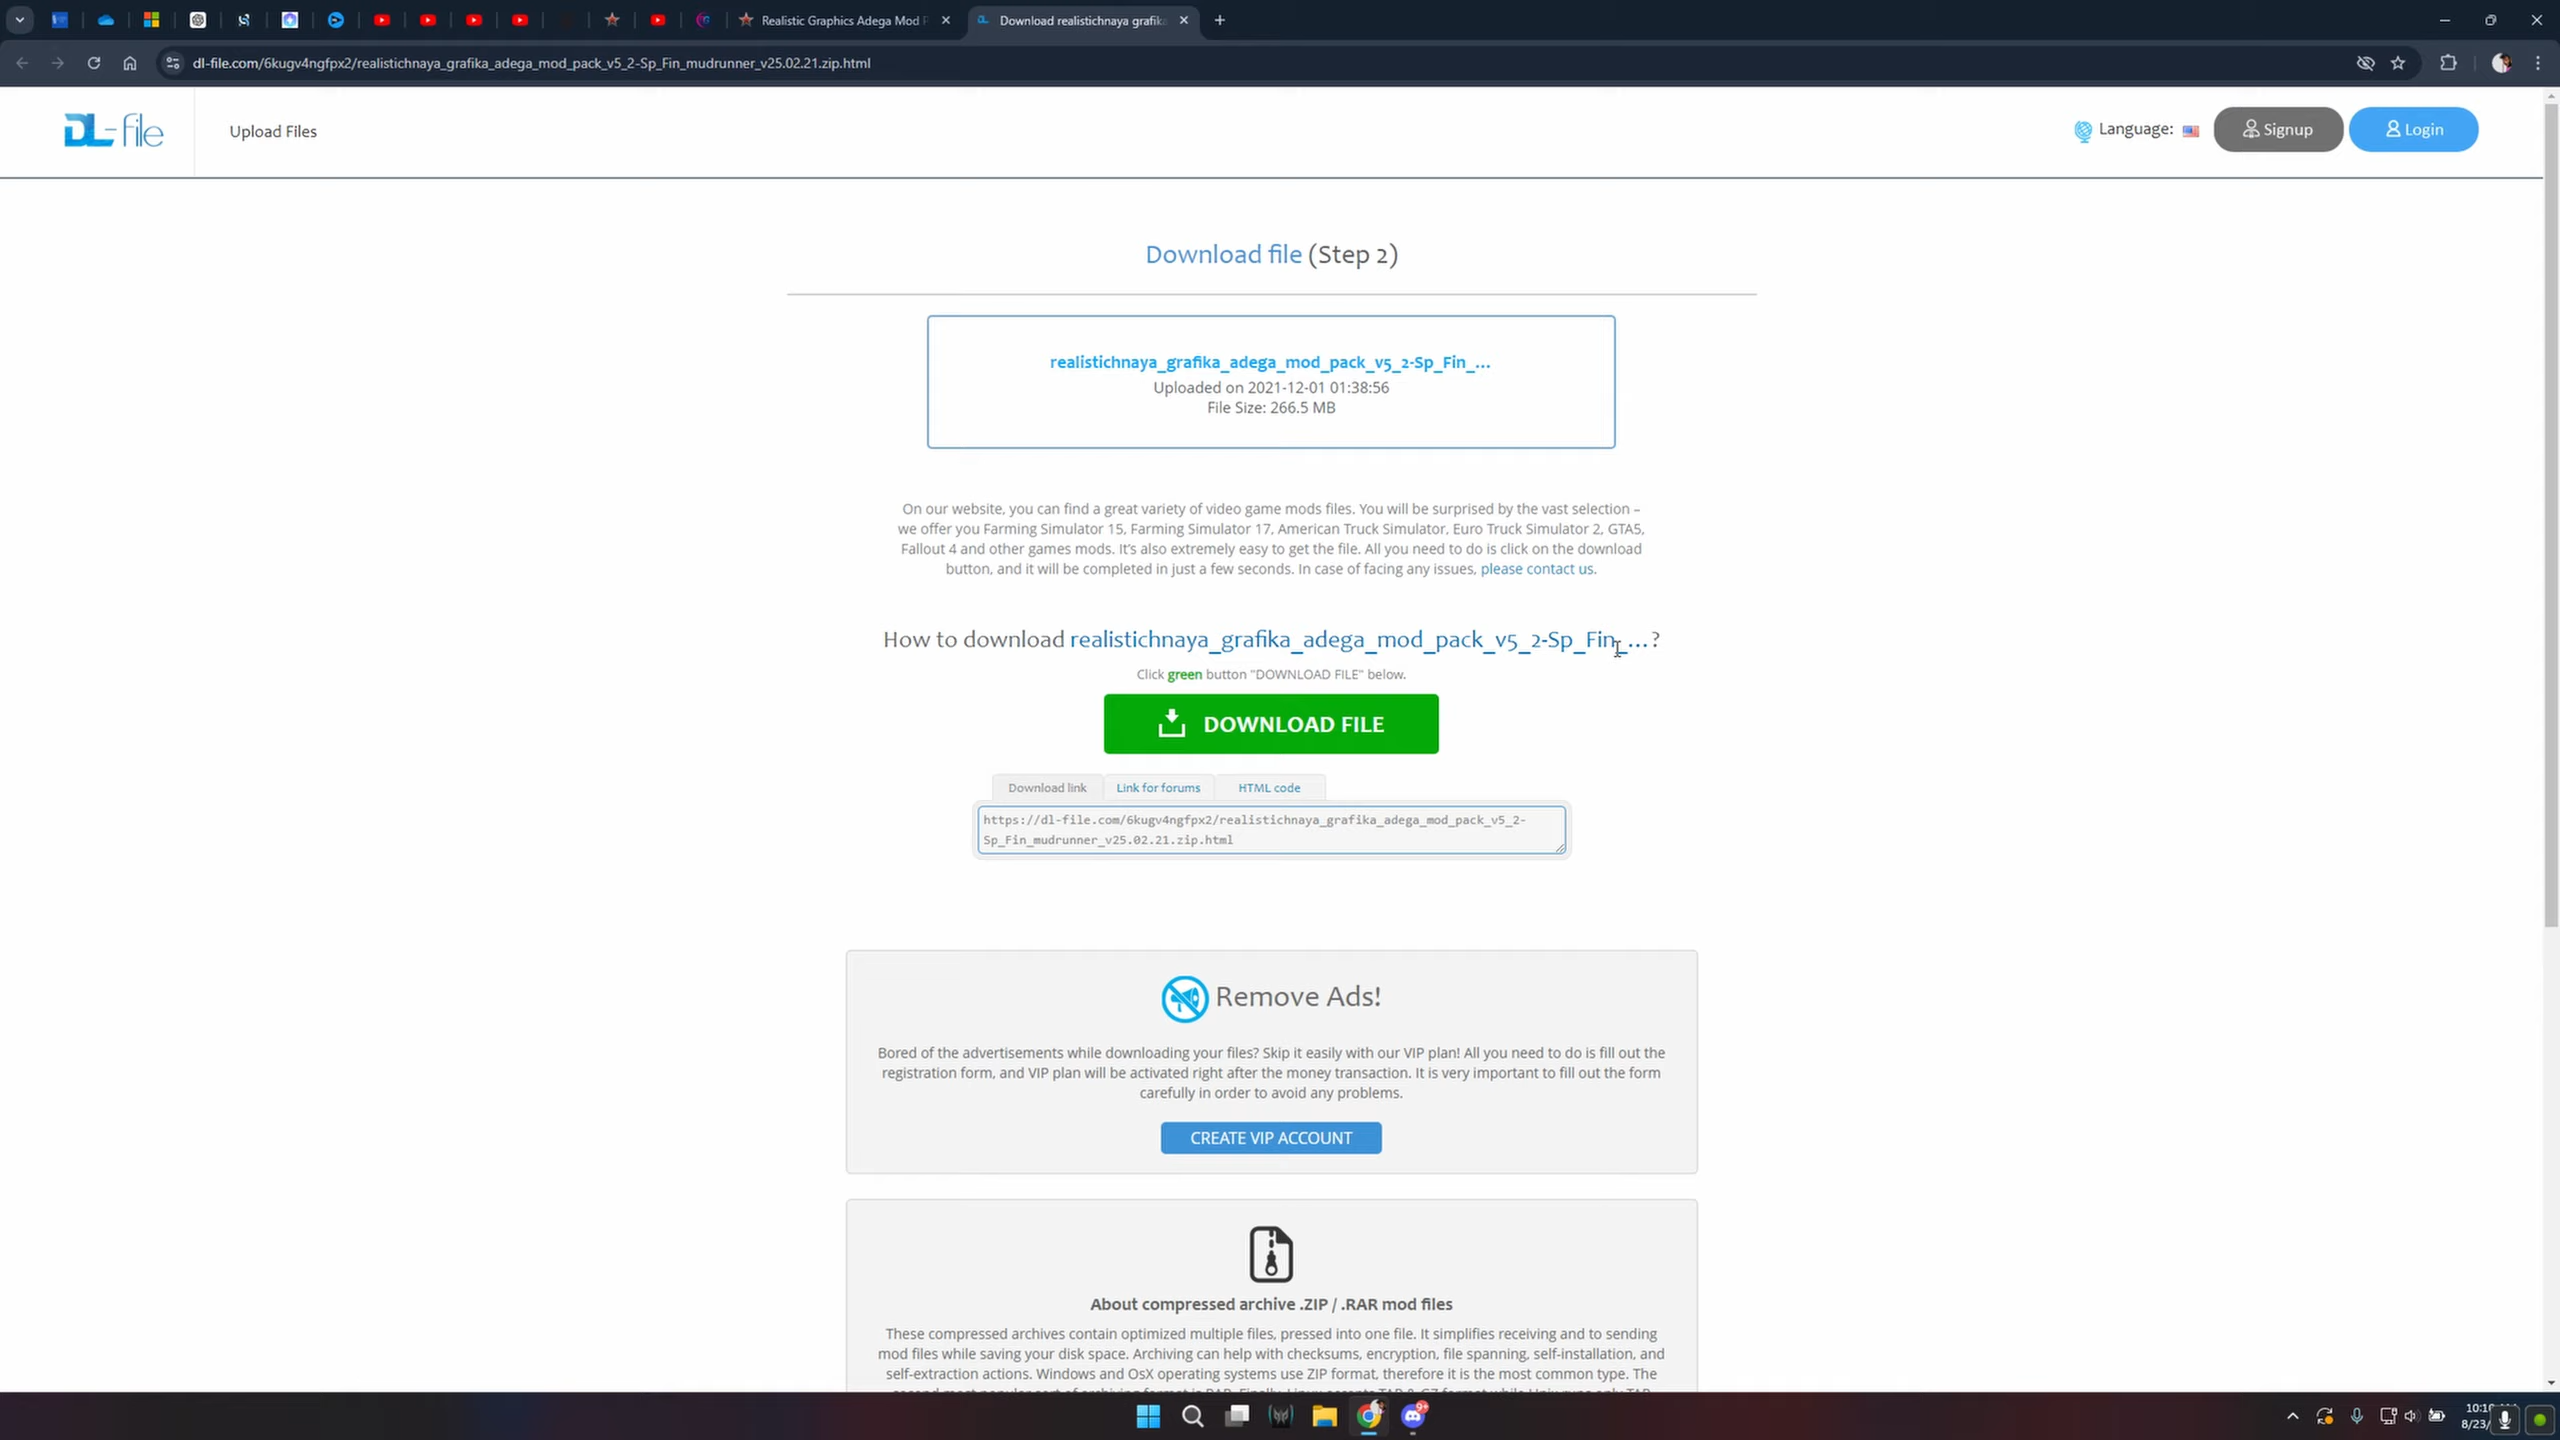 Realistic Graphics Adega Mod P
Download realistichnaya grafik
dl-file.com/6kugv4ngfpx2/realistichnaya_grafika_adega_mod_pack_v5_2-Sp_Fin_mudrunner_v25.02.21.zip.html
DL-file
Upload Files
Language:
Signup
Login
Download file (Step 2)
realistichnaya_grafika_adega_mod_pack_v5_2-Sp_Fin_...
Uploaded on 2021-12-01 01:38:56
File Size: 266.5 MB
On our website, you can find a great variety of video game mods files. You will be surprised by the vast selection –
we offer you Farming Simulator 15, Farming Simulator 17, American Truck Simulator, Euro Truck Simulator 2, GTA5,
Fallout 4 and other games mods. It's also extremely easy to get the file. All you need to do is click on the download
button, and it will be completed in just a few seconds. In case of facing any issues, please contact us.
How to download realistichnaya_grafika_adega_mod_pack_v5_2-Sp_Fin_...?
Click green button "DOWNLOAD FILE" below.
DOWNLOAD FILE
Download link
Link for forums
HTML code
https://dl-file.com/6kugv4ngfpx2/realistichnaya_grafika_adega_mod_pack_v5_2-
Sp_Fin_mudrunner_v25.02.21.zip.html
Remove Ads!
Bored of the advertisements while downloading your files? Skip it easily with our VIP plan! All you need to do is fill out the
registration form, and VIP plan will be activated right after the money transaction. It is very important to fill out the form
carefully in order to avoid any problems.
CREATE VIP ACCOUNT
About compressed archive .ZIP / .RAR mod files
These compressed archives contain optimized multiple files, pressed into one file. It simplifies receiving and to sending
mod files while saving your disk space. Archiving can help with checksums, encryption, file spanning, self-installation, and
self-extraction actions. Windows and OsX operating systems use ZIP format, therefore it is the most common type. The
9+
8/23/